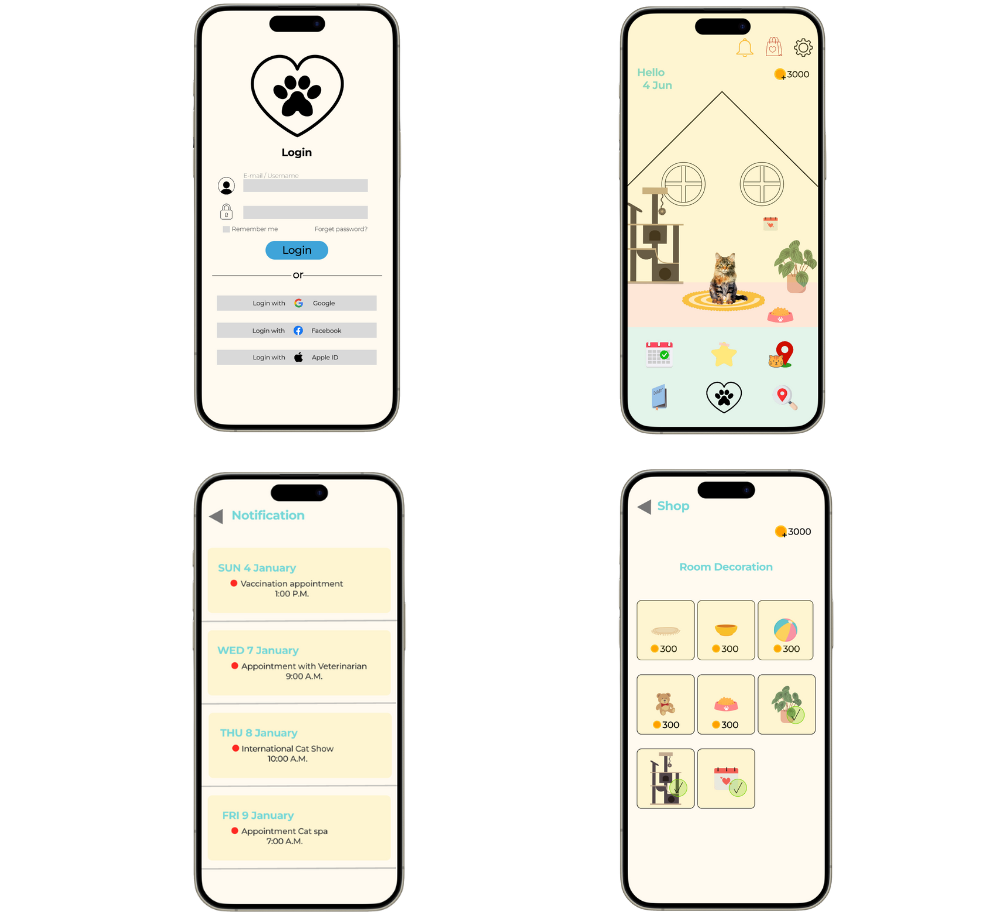 Login
E-mail / Username
Remember me
Forget password?
Login
or
Login with Google
Login with Facebook
Login with Apple ID
Hello
4 Jun
3000
Notification
SUN 4 January
Vaccination appointment
1:00 P.M.
WED 7 January
Appointment with Veterinarian
9:00 A.M.
THU 8 January
International Cat Show
10:00 A.M.
FRI 9 January
Appointment Cat spa
7:00 A.M.
Shop
3000
Room Decoration
300
300
300
300
300